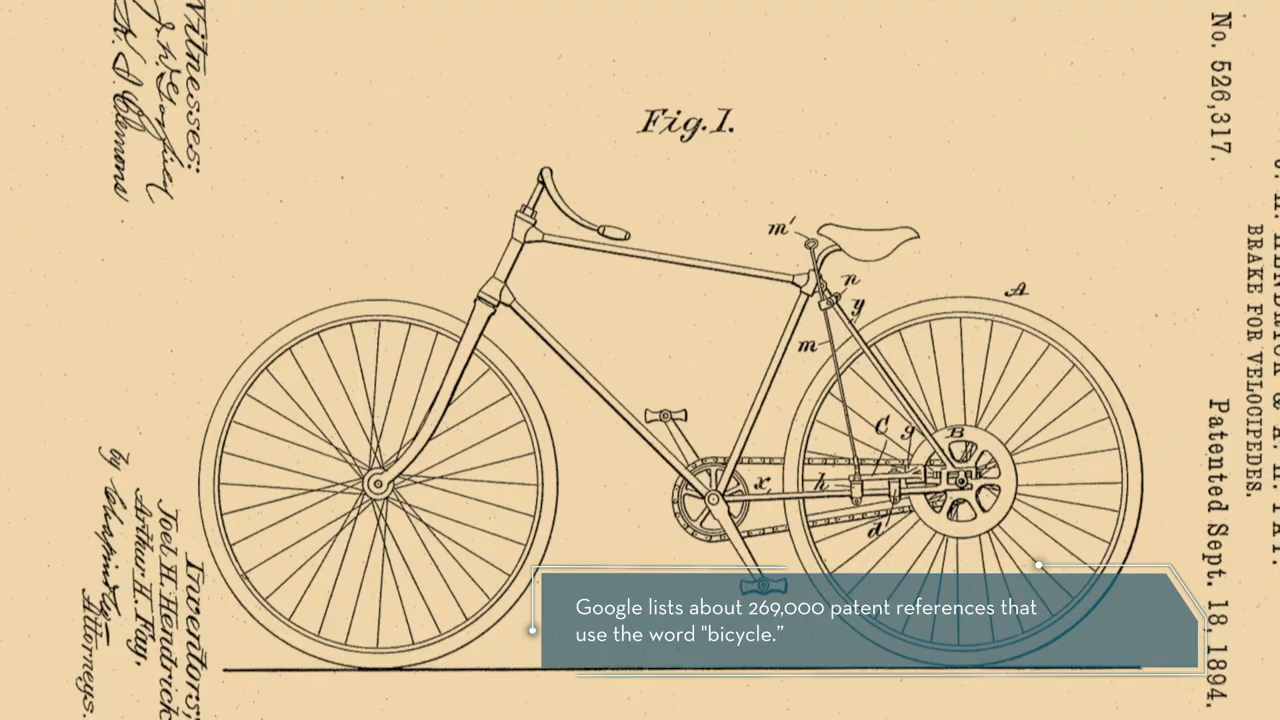 Witnesses:
Fig. 1.
No. 526,317.
BRAKE FOR VELOCIPEDES.
Patented Sept. 18, 1894.
m'
n
A
y
m
C
g
B
x
h
d'
Inventors;
Joel H. Hendrick
Arthur H. Fay,
by
Attorneys.
Google lists about 269,000 patent references that
use the word "bicycle.”